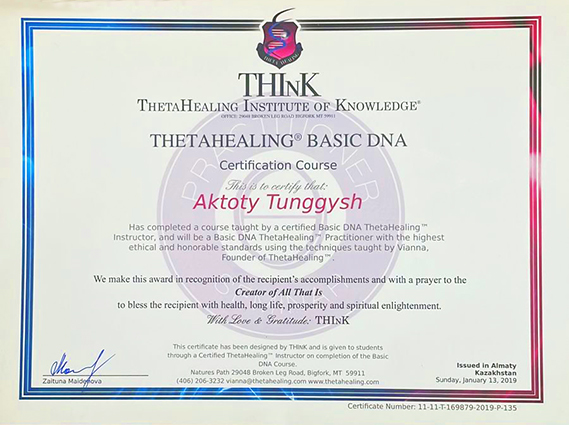 THETA HEALING
THInK
THETAHEALING INSTITUTE OF KNOWLEDGE®
OFFICE: 29048 BROKEN LEG ROAD BIGFORK, MT 59911
THETAHEALING® BASIC DNA
Certification Course
PRACTITIONER
This is to certify that:
Aktoty Tunggysh
Has completed a course taught by a certified Basic DNA ThetaHealing™
Instructor, and will be a Basic DNA ThetaHealing™ Practitioner with the highest
ethical and honorable standards using the techniques taught by Vianna,
Founder of ThetaHealing™.
We make this award in recognition of the recipient's accomplishments and with a prayer to the
Creator of All That Is
to bless the recipient with health, long life, prosperity and spiritual enlightenment.
With Love & Gratitude: THInK
This certificate has been designed by THInK and is given to students
through a Certified ThetaHealing™ Instructor on completion of the Basic
DNA Course.
Natures Path 29048 Broken Leg Road, Bigfork, MT 59911
(406) 206-3232 vianna@thetahealing.com www.thetahealing.com
Zaituna Maidenova
Issued in Almaty
Kazakhstan
Sunday, January 13, 2019
Certificate Number: 11-11-T-169879-2019-P-135